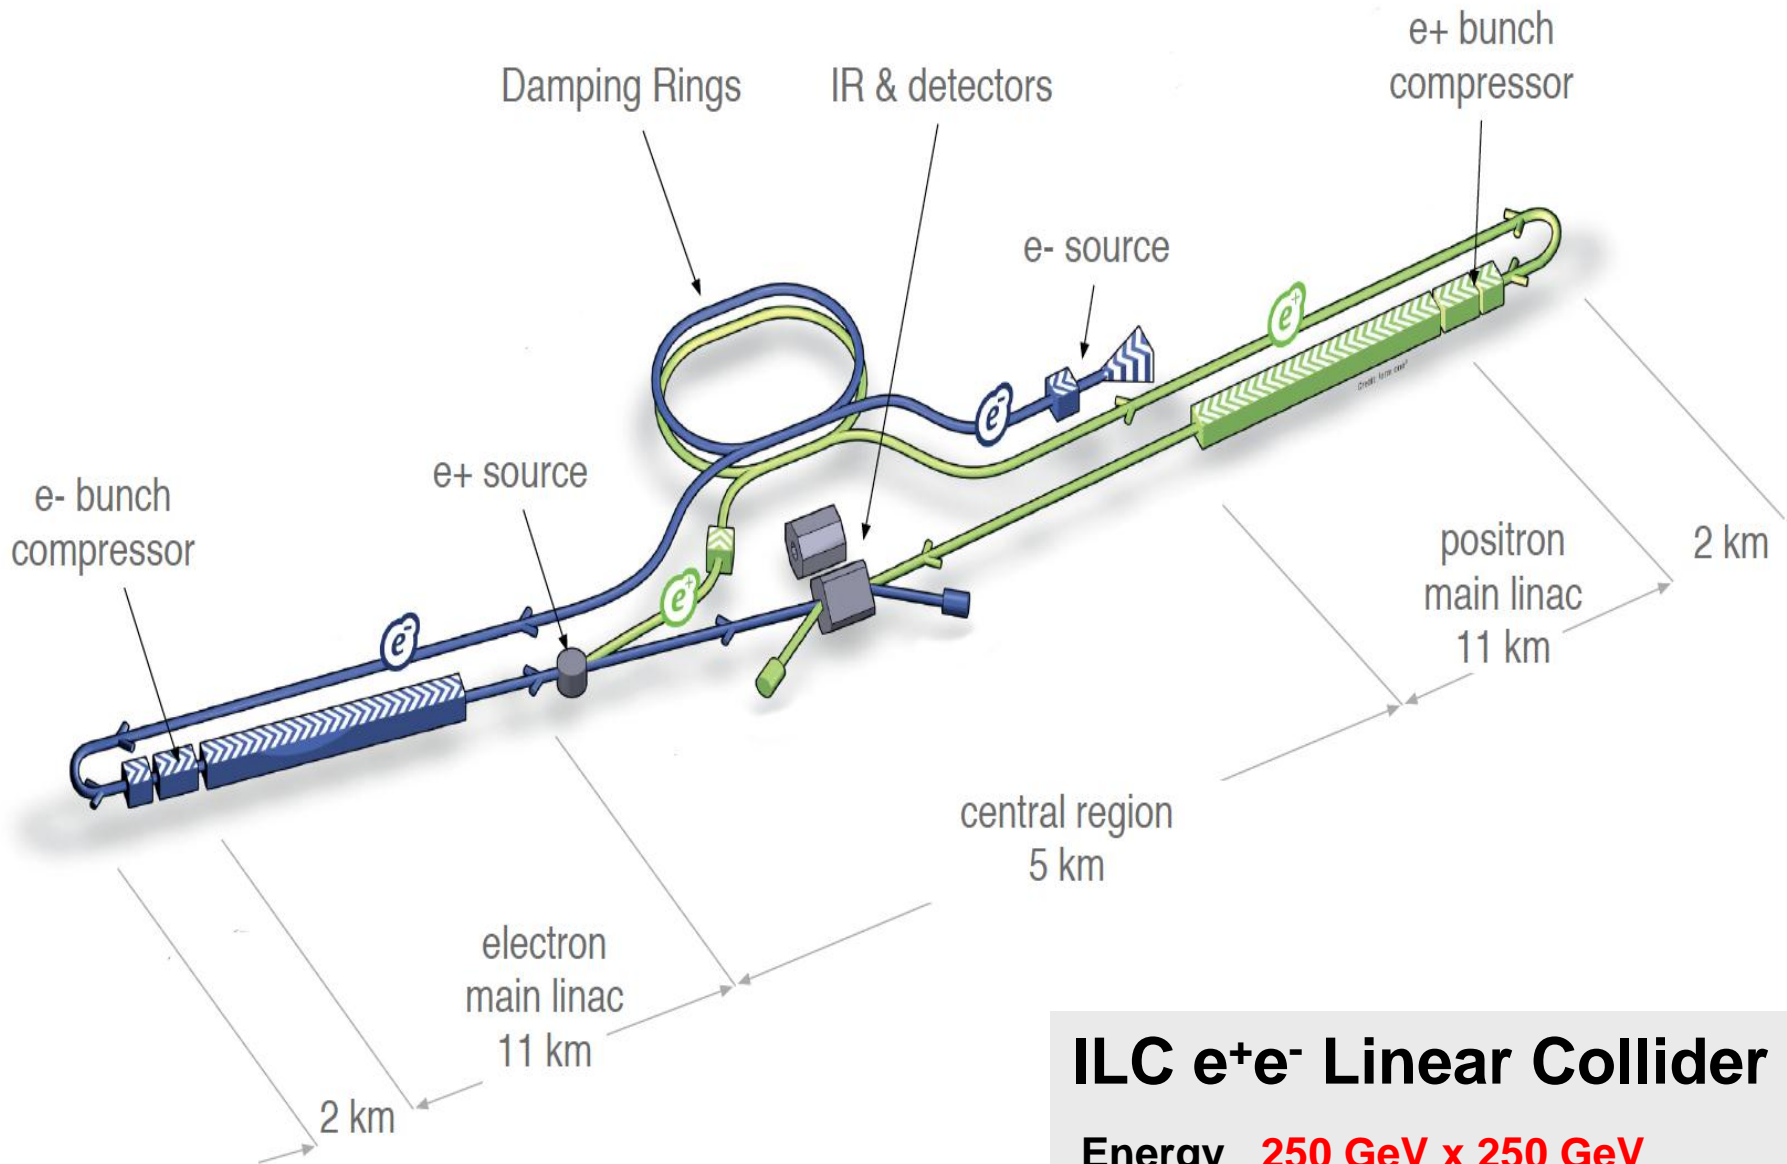 e+ bunch
compressor
Damping Rings
IR & detectors
e- source
e+
e-
e+ source
e- bunch
compressor
e+
e-
positron
main linac
11 km
2 km
central region
5 km
electron
main linac
11 km
2 km
ILC e⁺e⁻ Linear Collider
Energy 250 GeV x 250 GeV